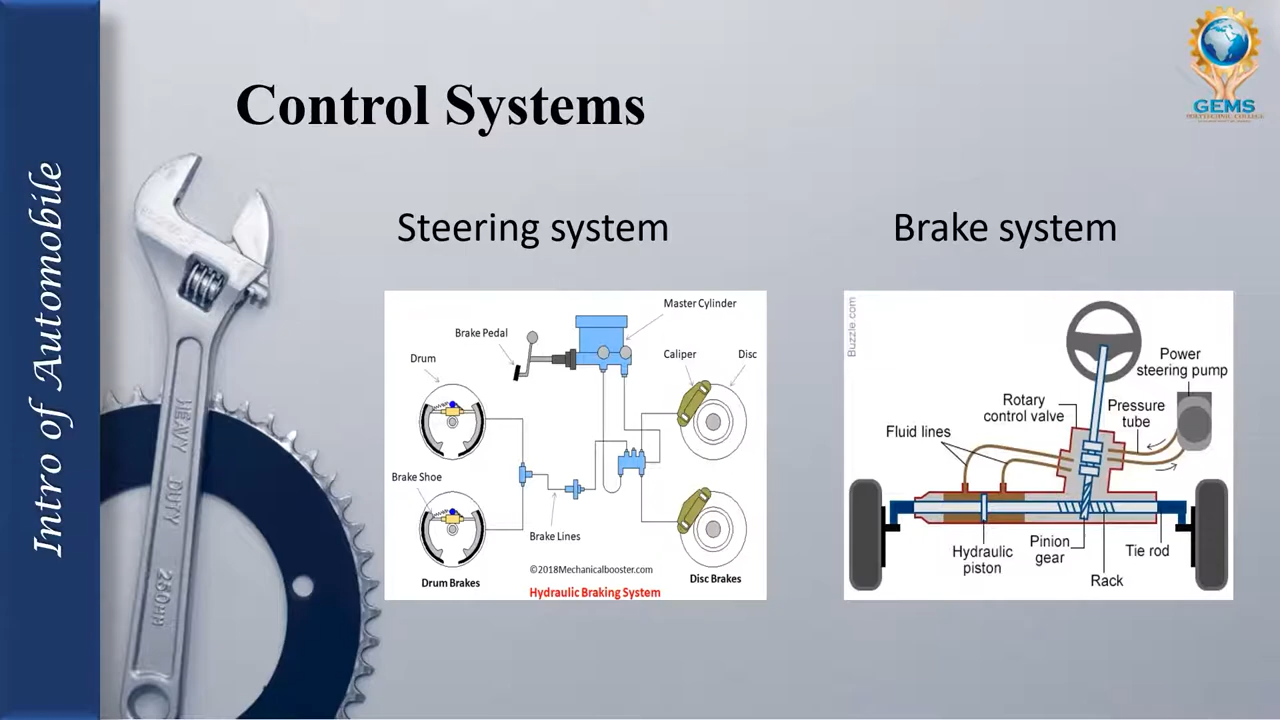 Intro of Automobile
Control Systems
GEMS
POLYTECHNIC COLLEGE
Steering system
Brake system
Master Cylinder
Brake Pedal
Drum
Caliper
Disc
Brake Shoe
Brake Lines
Drum Brakes
Disc Brakes
©2018Mechanicalbooster.com
Hydraulic Braking System
Buzzle.com
Power
steering pump
Rotary
control valve
Pressure
tube
Fluid lines
Hydraulic
piston
Pinion
gear
Tie rod
Rack
HEAVY DUTY